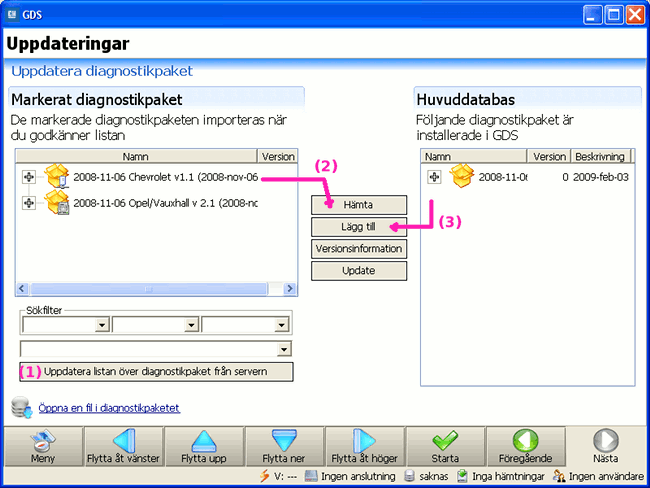 GDS
Uppdateringar
Uppdatera diagnostikpaket
Markerat diagnostikpaket
De markerade diagnostikpaketen importeras när
du godkänner listan
Namn Version
2008-11-06 Chevrolet v1.1 (2008-nov-06
2008-11-06 Opel/Vauxhall v 2.1 (2008-no
(2)
Hämta
Lägg till
Versionsinformation
Update
(3)
Huvuddatabas
Följande diagnostikpaket är
installerade i GDS
Namn Version Beskrivning
2008-11-0 0 2009-feb-03
Sökfilter
(1) Uppdatera listan över diagnostikpaket från servern
Öppna en fil i diagnostikpaketet
Meny Flytta åt vänster Flytta upp Flytta ner Flytta åt höger Starta Föregående Nästa
V: --- Ingen anslutning saknas Inga hämtningar Ingen användare